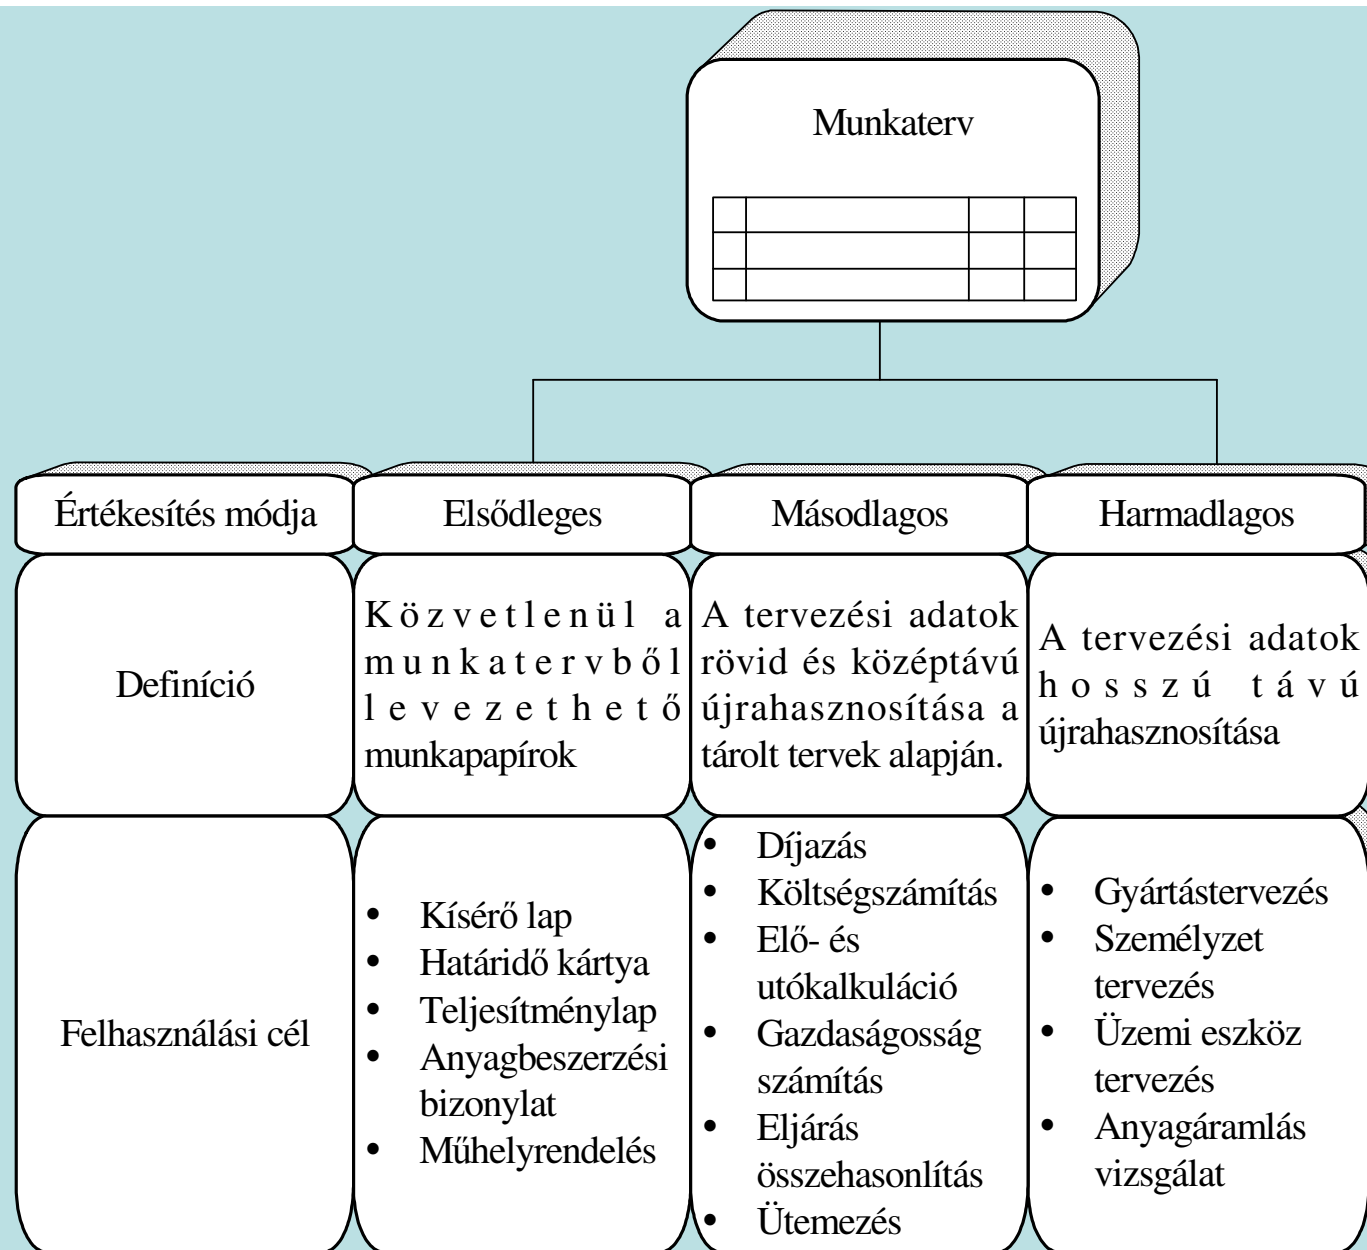 Munkaterv
Értékesítés módja
Elsődleges
Másodlagos
Harmadlagos
Definíció
Közvetlenül a
munkatervből
levezethető
munkapapírok
A tervezési adatok
rövid és középtávú
újrahasznosítása a
tárolt tervek alapján.
A tervezési adatok
hosszú távú
újrahasznosítása
Felhasználási cél
• Kísérő lap
• Határidő kártya
• Teljesítménylap
• Anyagbeszerzési
bizonylat
• Műhelyrendelés
• Díjazás
• Költségszámítás
• Elő- és
utókalkuláció
• Gazdaságosság
számítás
• Eljárás
összehasonlítás
• Ütemezés
• Gyártástervezés
• Személyzet
tervezés
• Üzemi eszköz
tervezés
• Anyagáramlás
vizsgálat